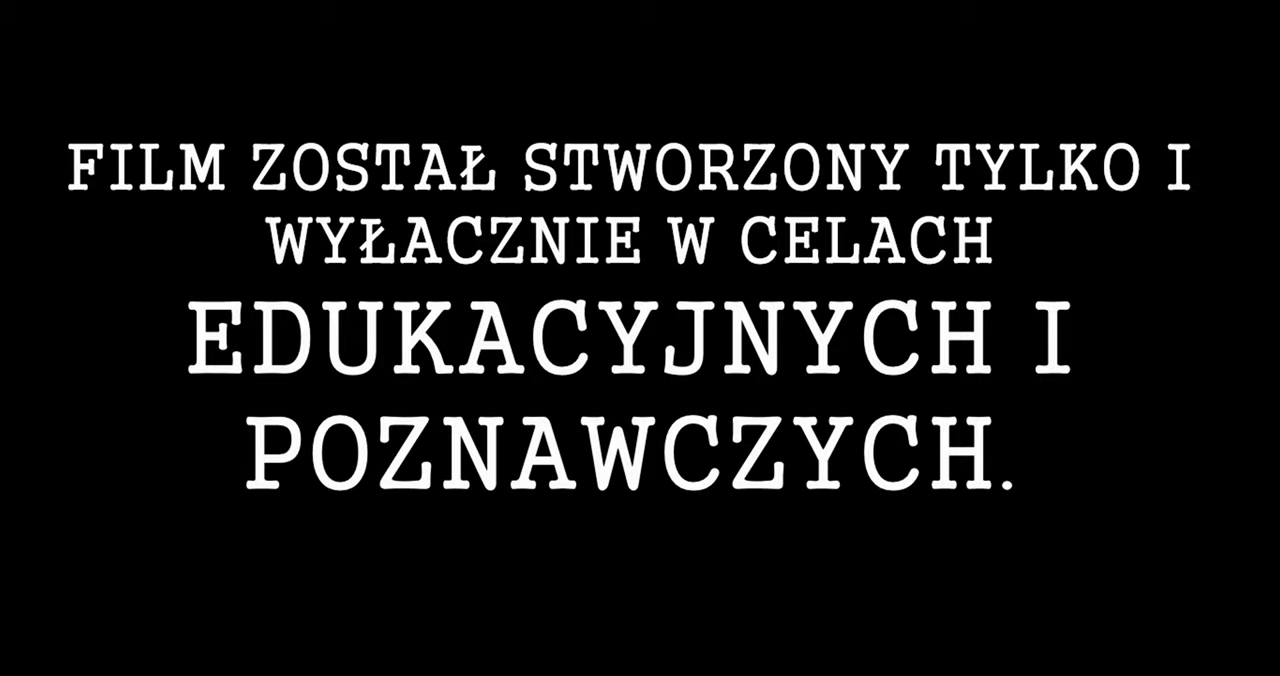 FILM ZOSTAŁ STWORZONY TYLKO I
WYŁACZNIE W CELACH
EDUKACYJNYCH I
POZNAWCZYCH.